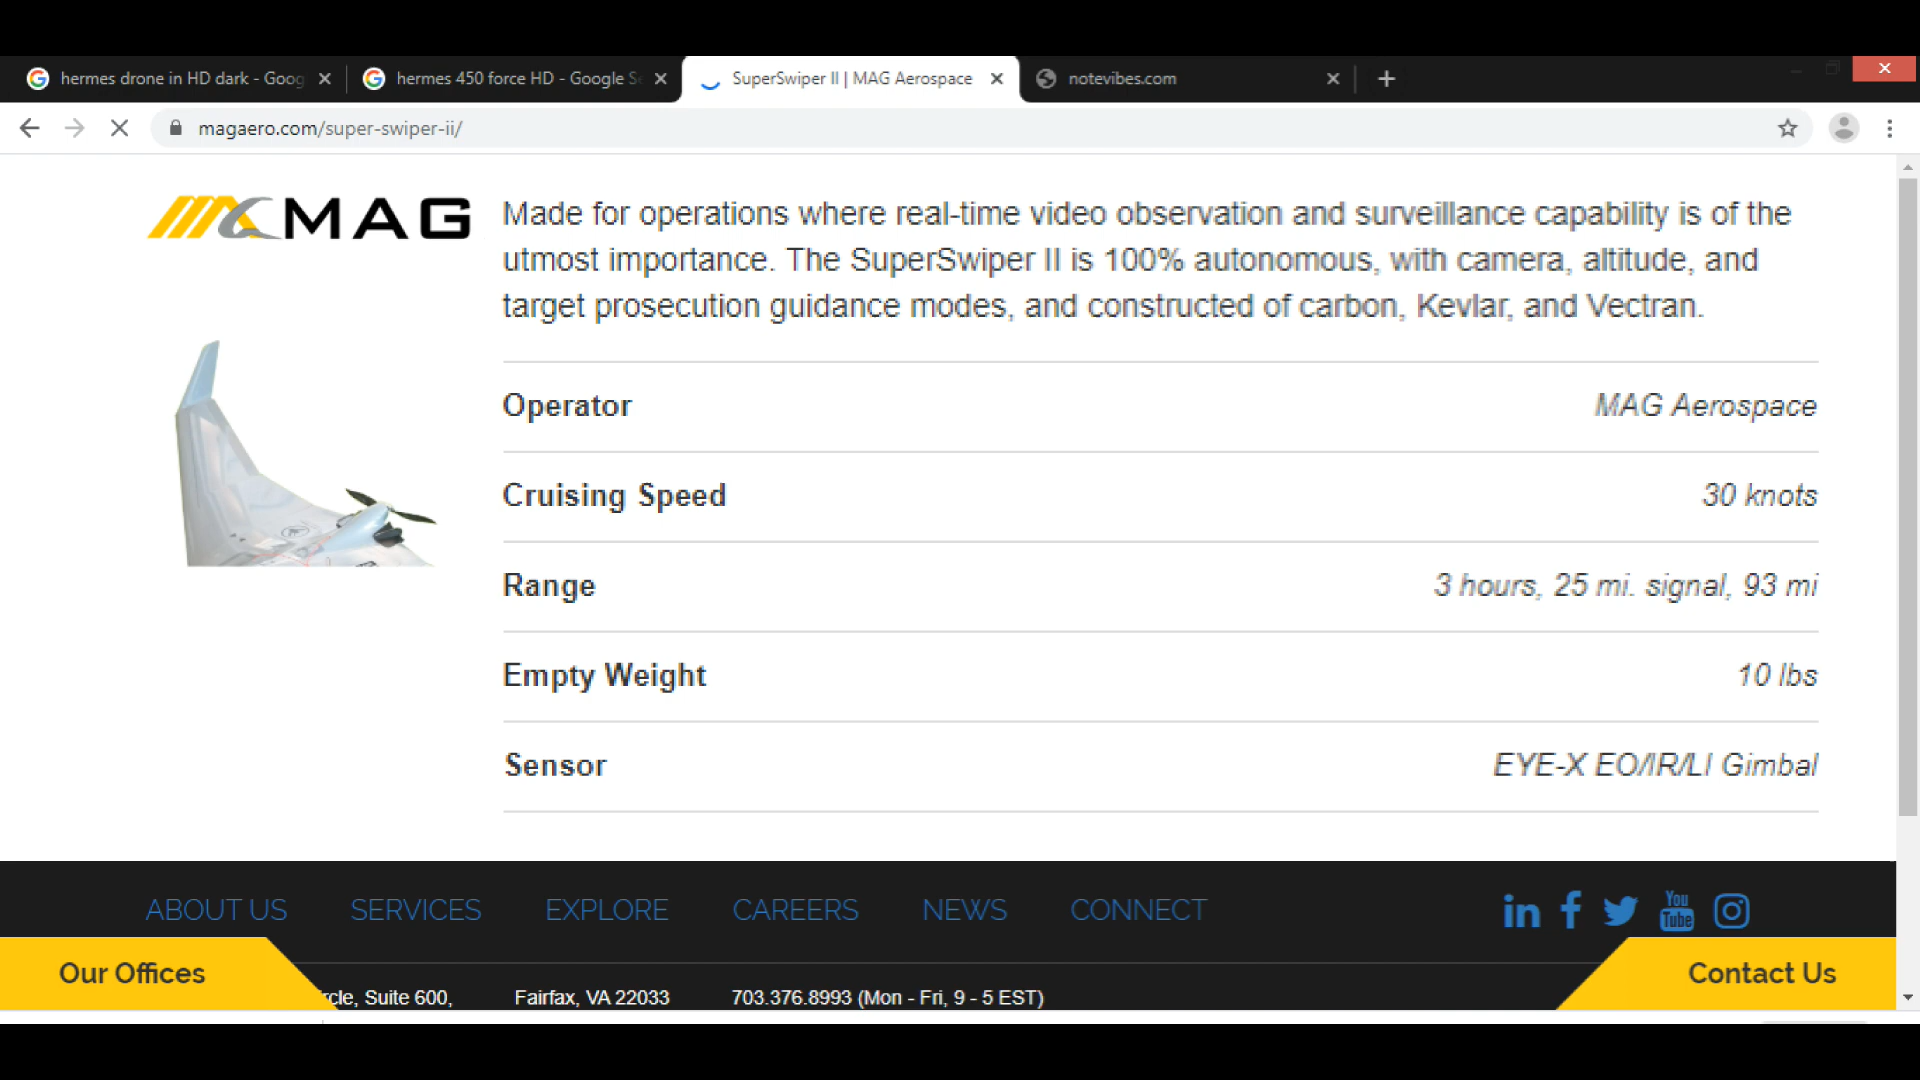 hermes drone in HD dark - Goog
hermes 450 force HD - Google Se
SuperSwiper II | MAG Aerospace
notevibes.com
magaero.com/super-swiper-ii/
MAG
Made for operations where real-time video observation and surveillance capability is of the
utmost importance. The SuperSwiper II is 100% autonomous, with camera, altitude, and
target prosecution guidance modes, and constructed of carbon, Kevlar, and Vectran.
Operator MAG Aerospace
Cruising Speed 30 knots
Range 3 hours, 25 mi. signal, 93 mi
Empty Weight 10 lbs
Sensor EYE-X EO/IR/LI Gimbal
ABOUT US SERVICES EXPLORE CAREERS NEWS CONNECT
You Tube
Our Offices
Contact Us
rcle, Suite 600, Fairfax, VA 22033 703.376.8993 (Mon - Fri, 9 - 5 EST)